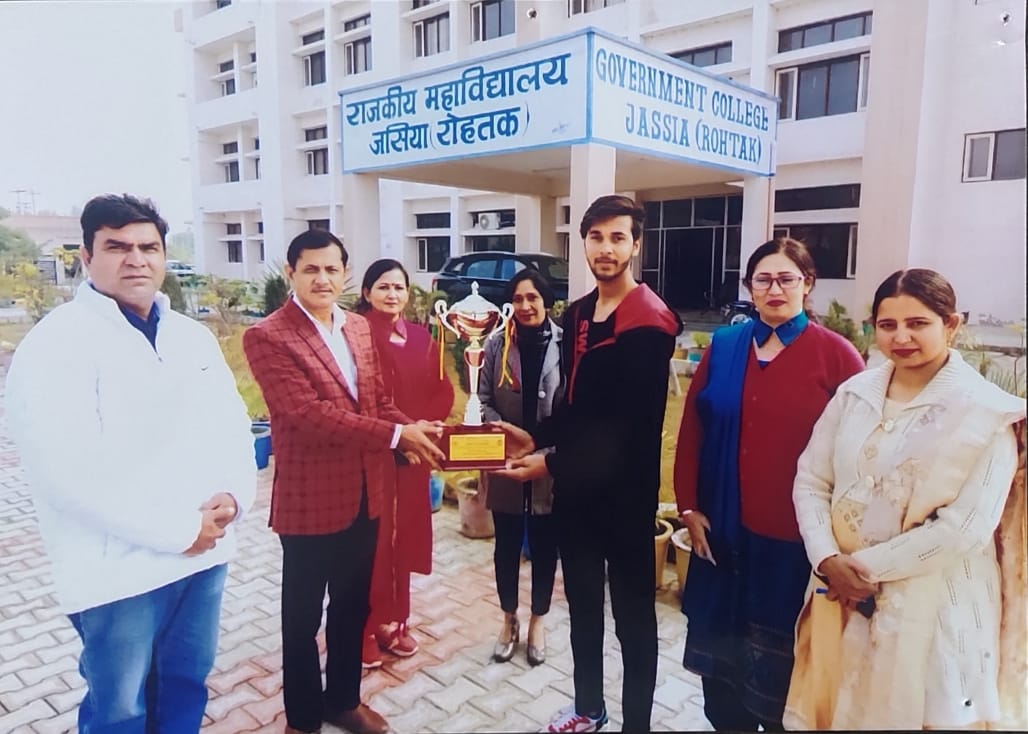 राजकीय महाविद्यालय
जसिया (रोहतक)
GOVERNMENT COLLEGE
JASSIA (ROHTAK)